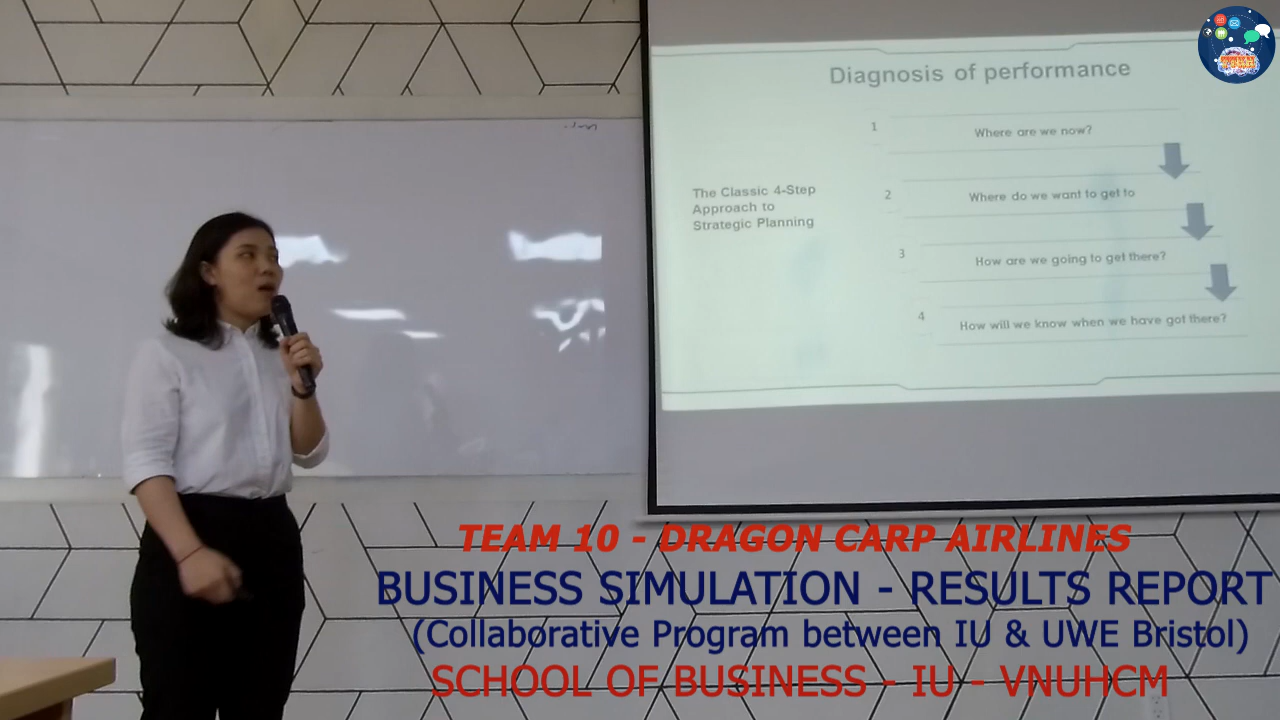 Diagnosis of performance
The Classic 4-Step
Approach to
Strategic Planning
1
Where are we now?
2
Where do we want to get to
3
How are we going to get there?
4
How will we know when we have got there?
TEAM 10 - DRAGON CARP AIRLINES
BUSINESS SIMULATION - RESULTS REPORT
(Collaborative Program between IU & UWE Bristol)
SCHOOL OF BUSINESS - IU - VNUHCM